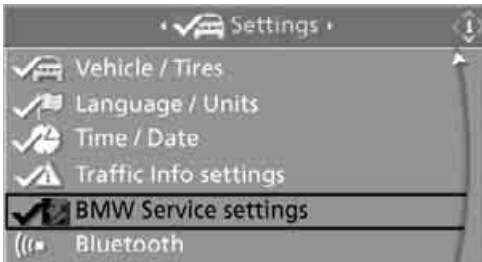 Settings
Vehicle / Tires
Language / Units
Time / Date
Traffic Info settings
BMW Service settings
Bluetooth